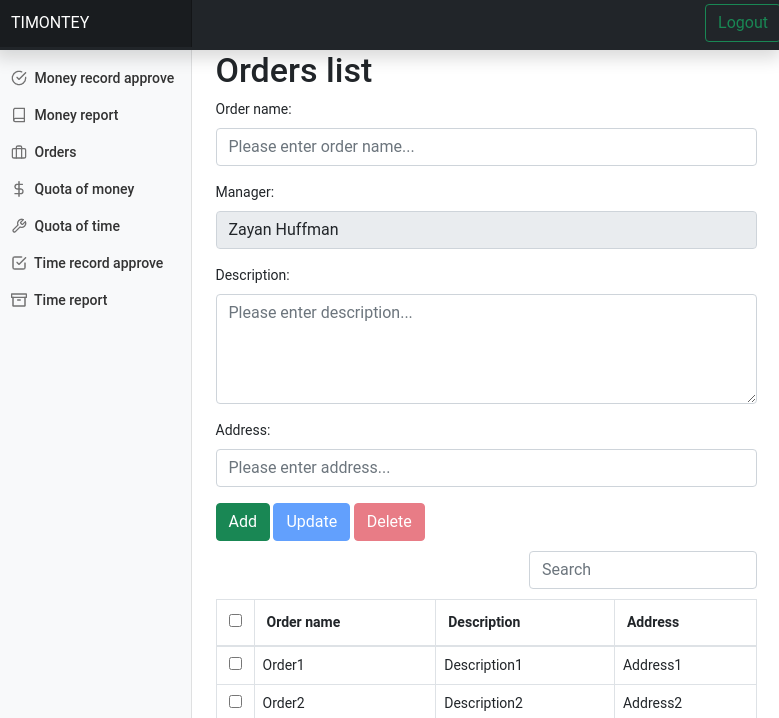 TIMONTEY
Logout
Money record approve
Money report
Orders
Quota of money
Quota of time
Time record approve
Time report
Orders list
Order name:
Please enter order name...
Manager:
Zayan Huffman
Description:
Please enter description...
Address:
Please enter address...
Add Update Delete
Search
Order name Description Address
Order1 Description1 Address1
Order2 Description2 Address2